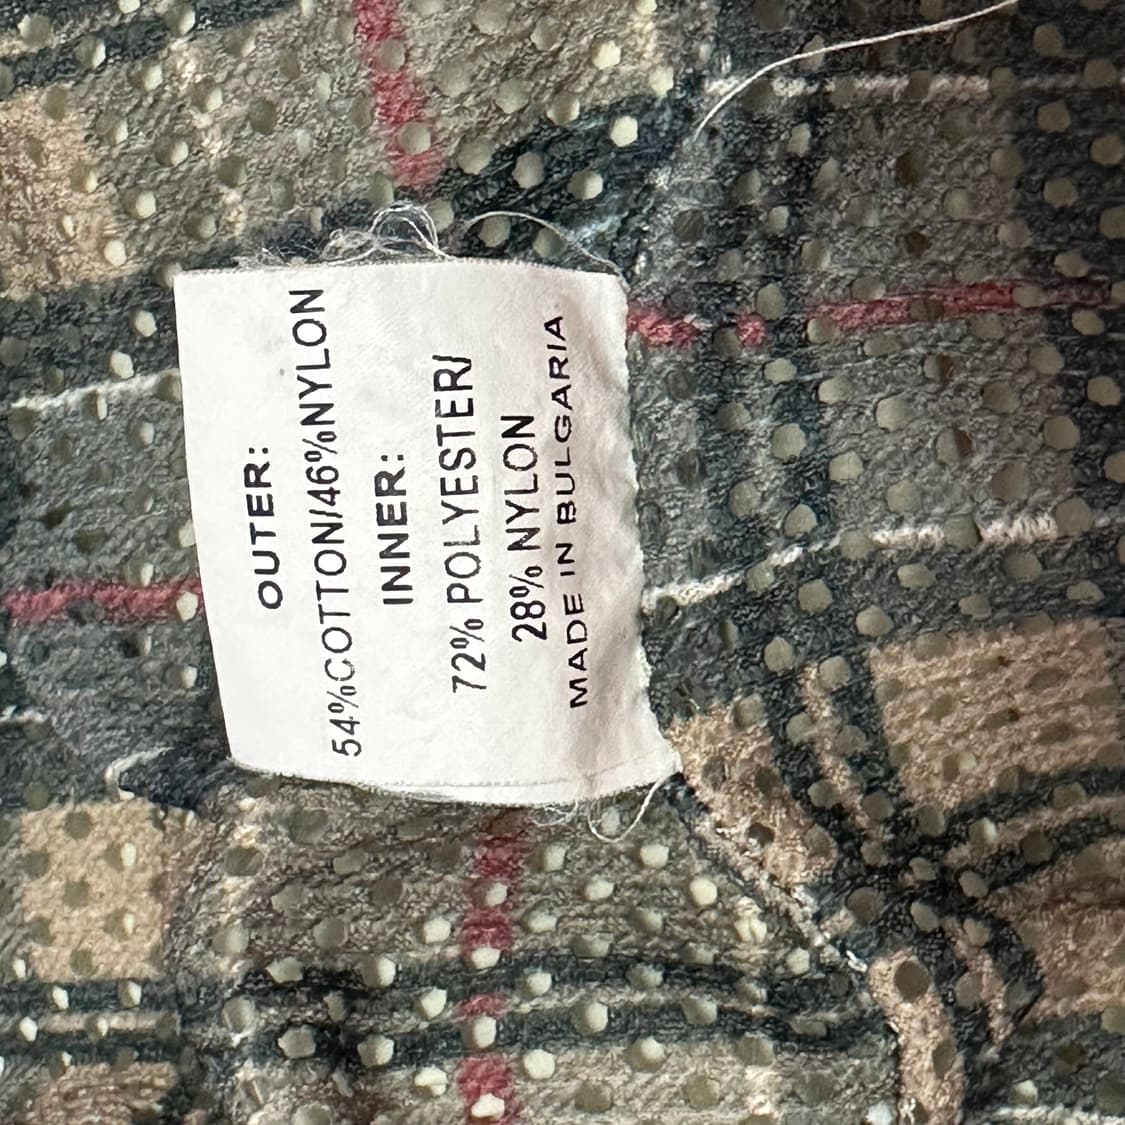 OUTER:
54%COTTON/46%NYLON
INNER:
72% POLYESTER/
28% NYLON
MADE IN BULGARIA